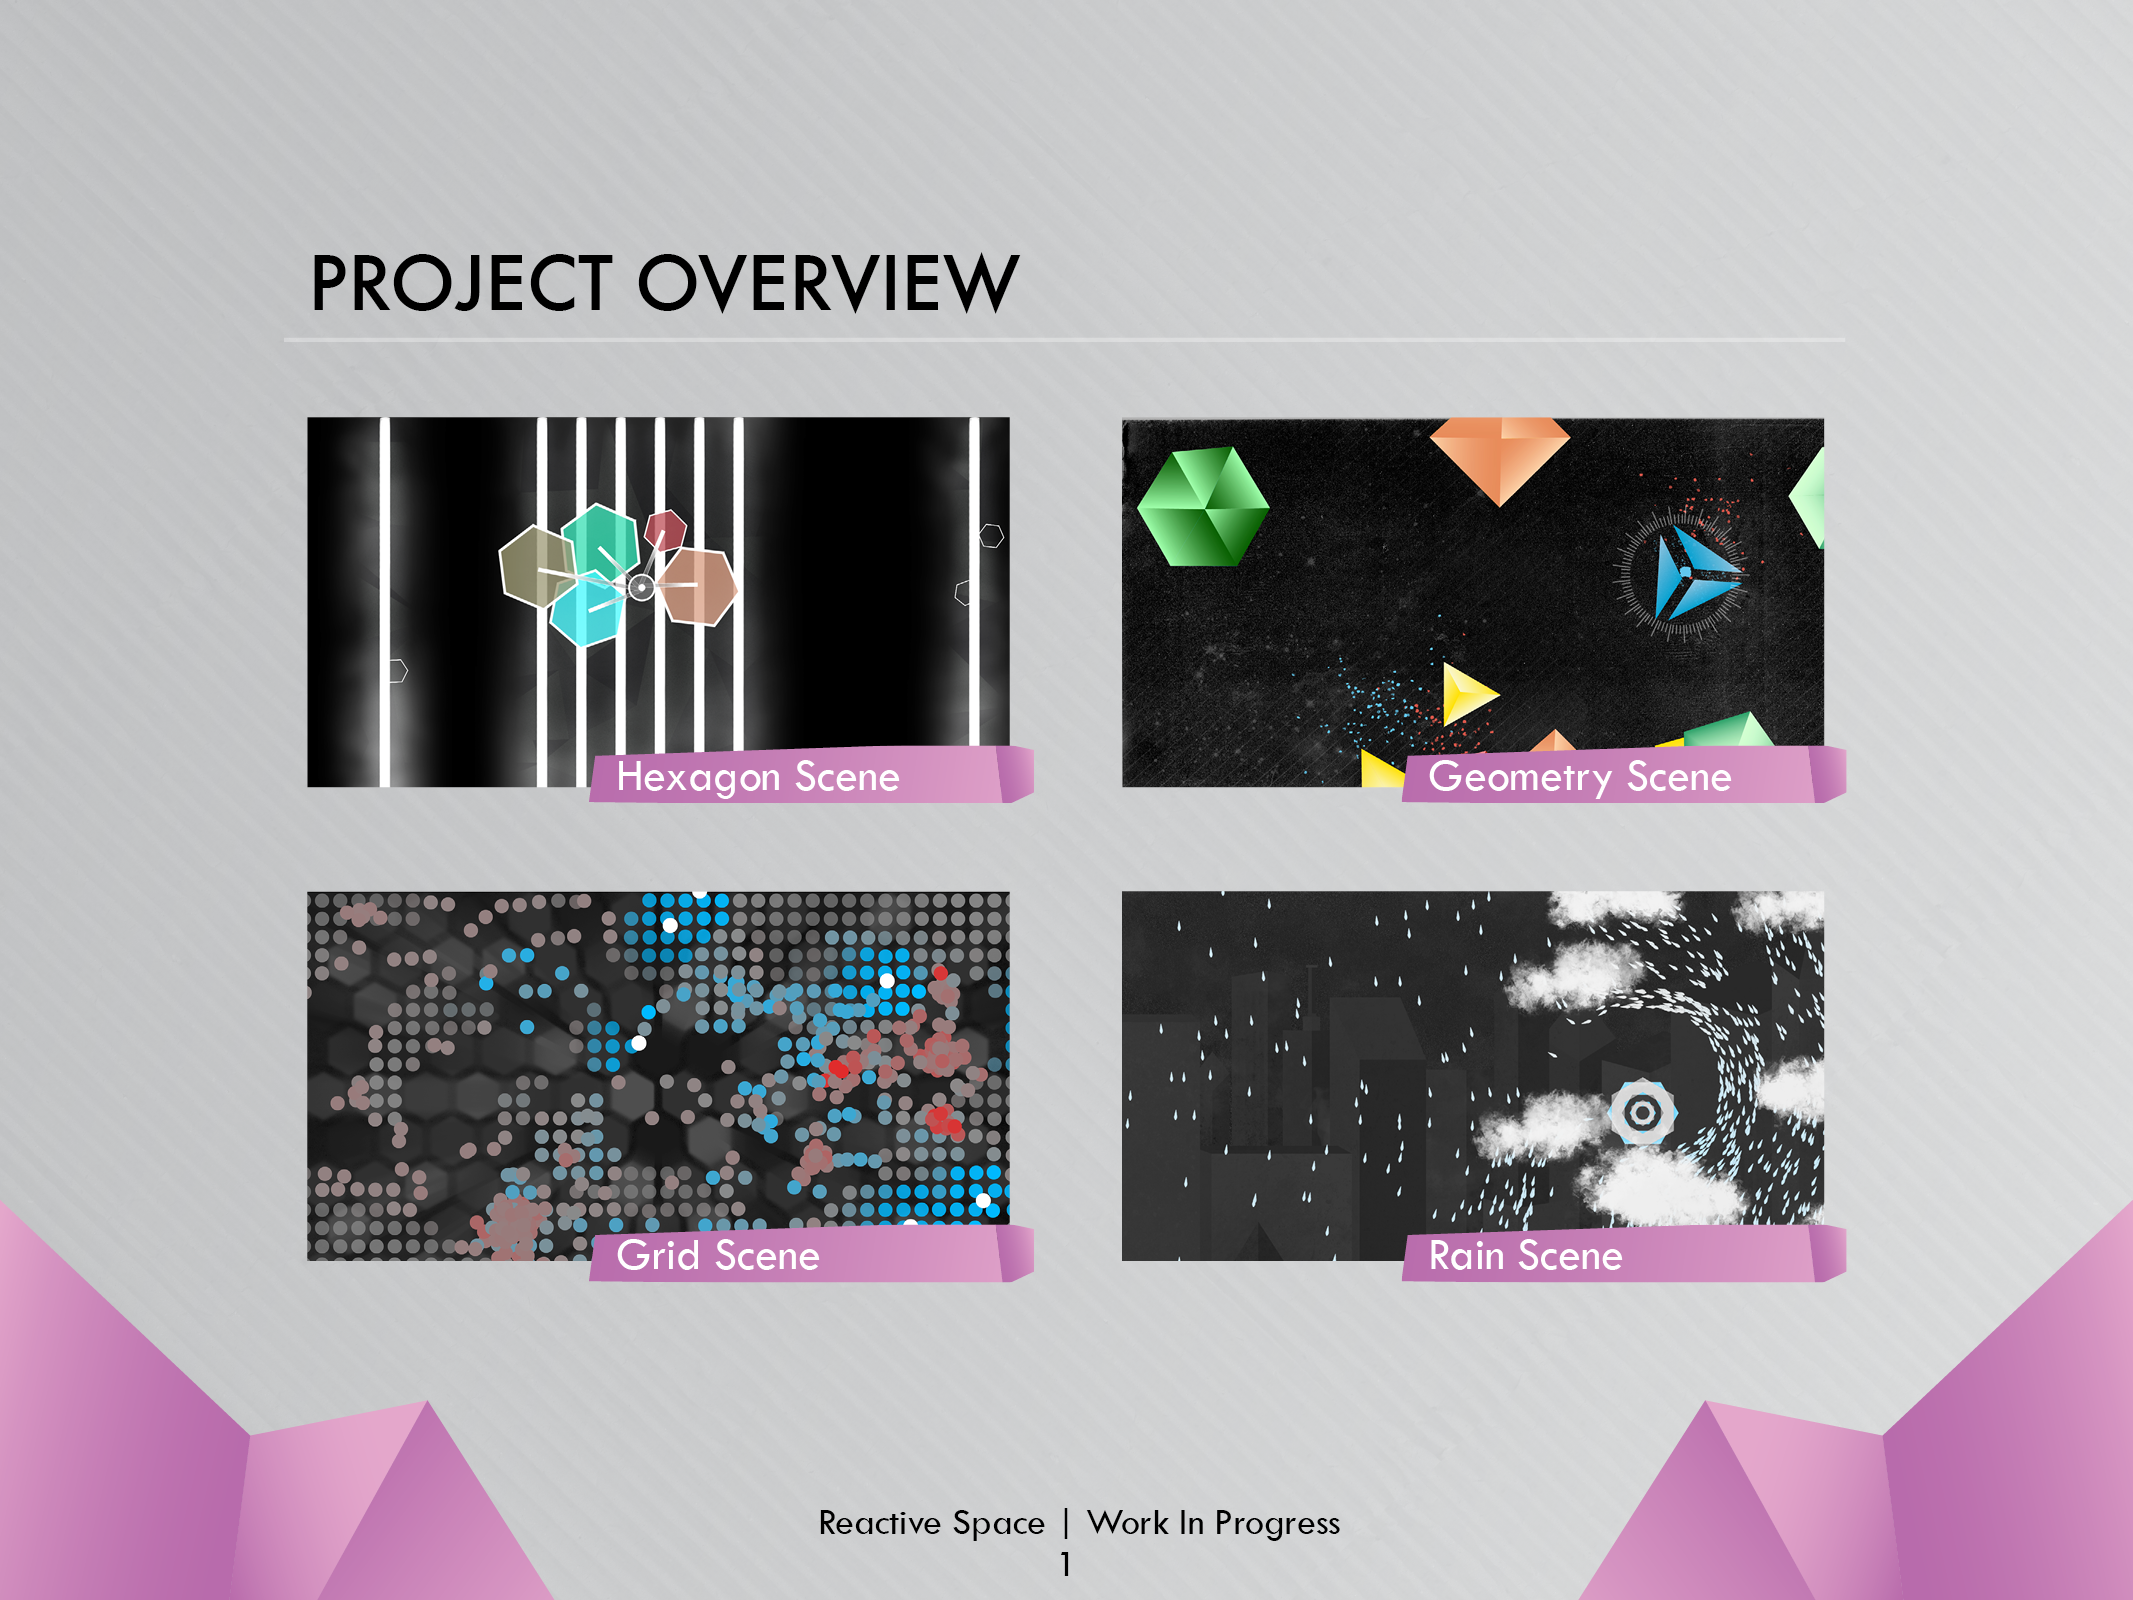 PROJECT OVERVIEW
Hexagon Scene
Geometry Scene
Grid Scene
Rain Scene
Reactive Space | Work In Progress
1